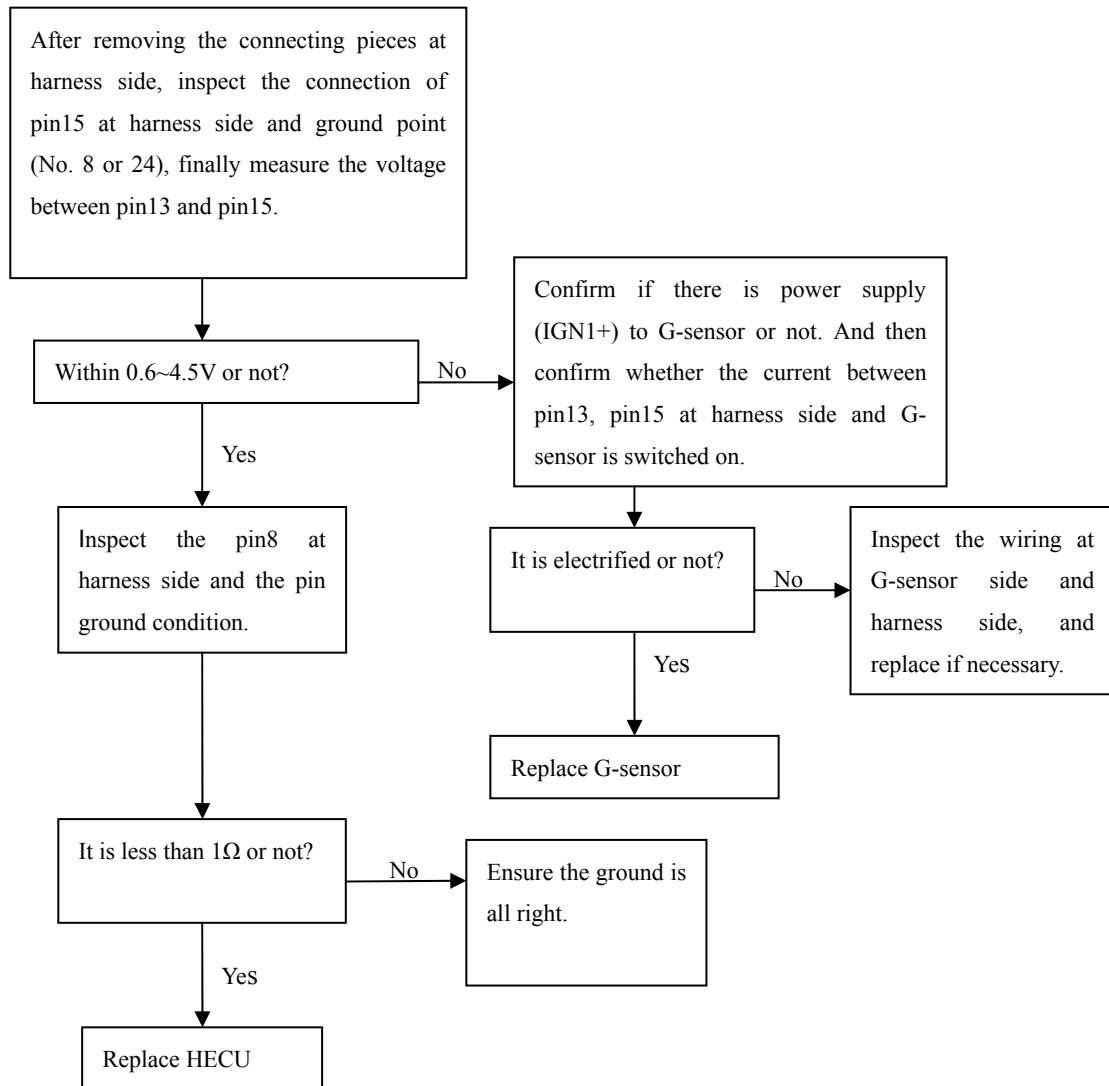 After removing the connecting pieces at
harness side, inspect the connection of
pin15 at harness side and ground point
(No. 8 or 24), finally measure the voltage
between pin13 and pin15.
Confirm if there is power supply
(IGN1+) to G-sensor or not. And then
confirm whether the current between
pin13, pin15 at harness side and G-
sensor is switched on.
Within 0.6~4.5V or not?
No
Yes
Inspect the pin8 at
harness side and the pin
ground condition.
It is electrified or not?
No
Inspect the wiring at
G-sensor side and
harness side, and
replace if necessary.
Yes
Replace G-sensor
It is less than 1Ω or not?
No
Ensure the ground is
all right.
Yes
Replace HECU